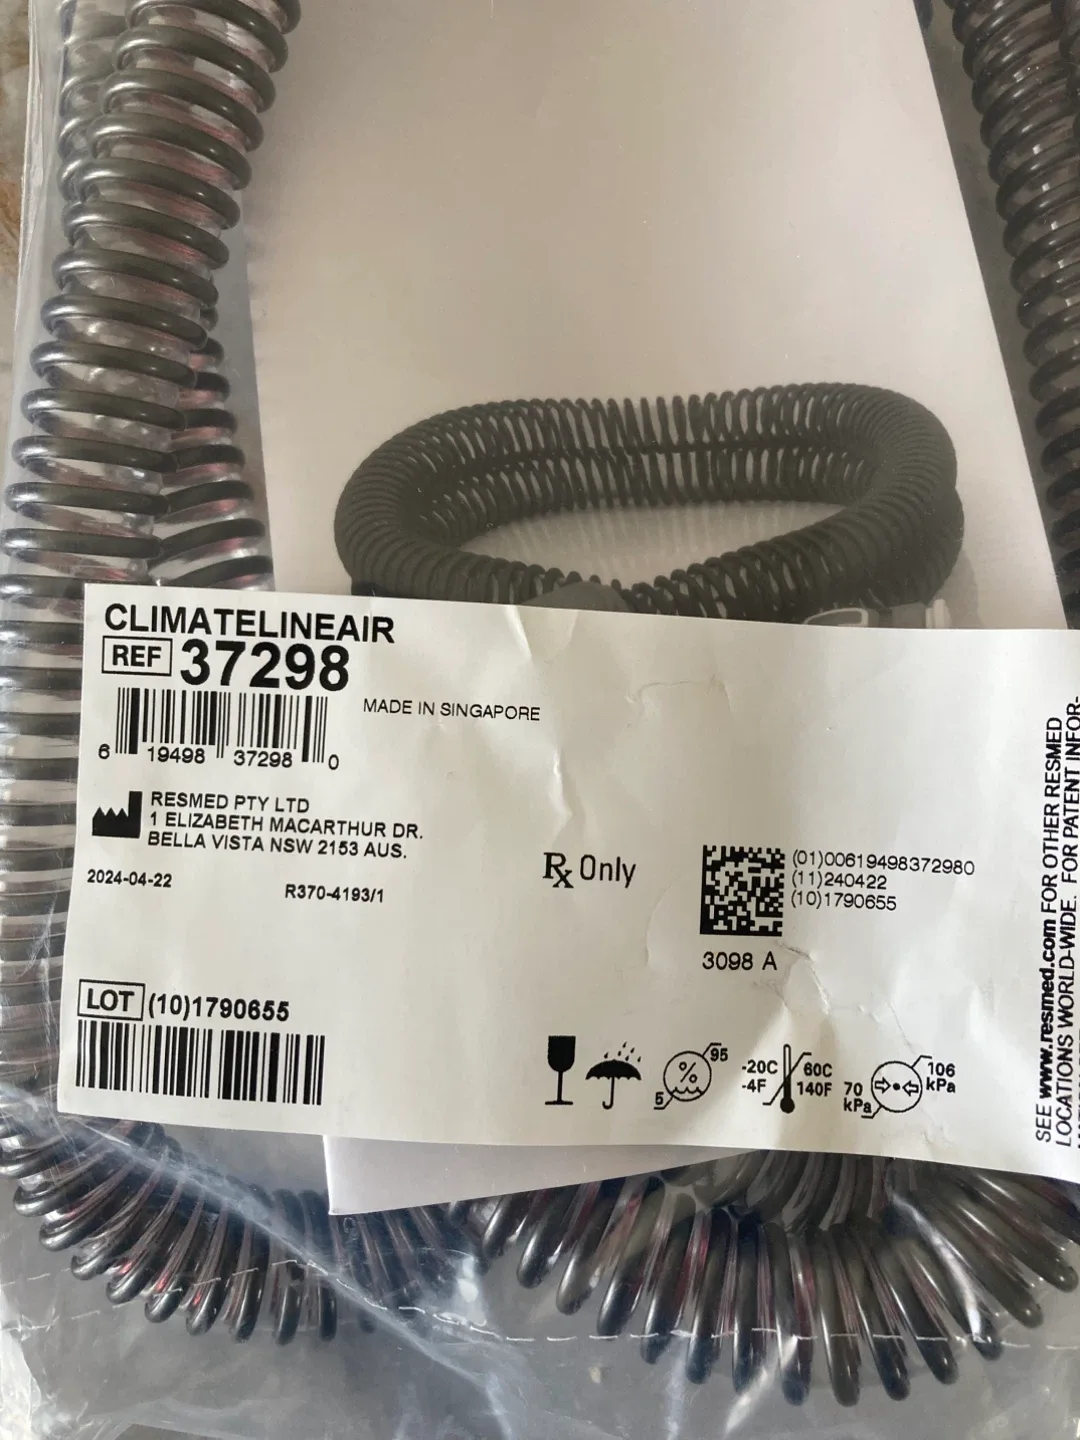 CLIMATELINEAIR
REF 37298
MADE IN SINGAPORE
6 19498 37298 0
RESMED PTY LTD
1 ELIZABETH MACARTHUR DR.
BELLA VISTA NSW 2153 AUS.
2024-04-22
R370-4193/1
Rx Only
(01)00619498372980
(11)240422
(10)1790655
3098 A
LOT (10)1790655
5 % 95
-20C
-4F
60C
140F
70
kPa
106
kPa
SEE www.resmed.com FOR OTHER RESMED
LOCATIONS WORLD-WIDE. FOR PATENT INFOR-